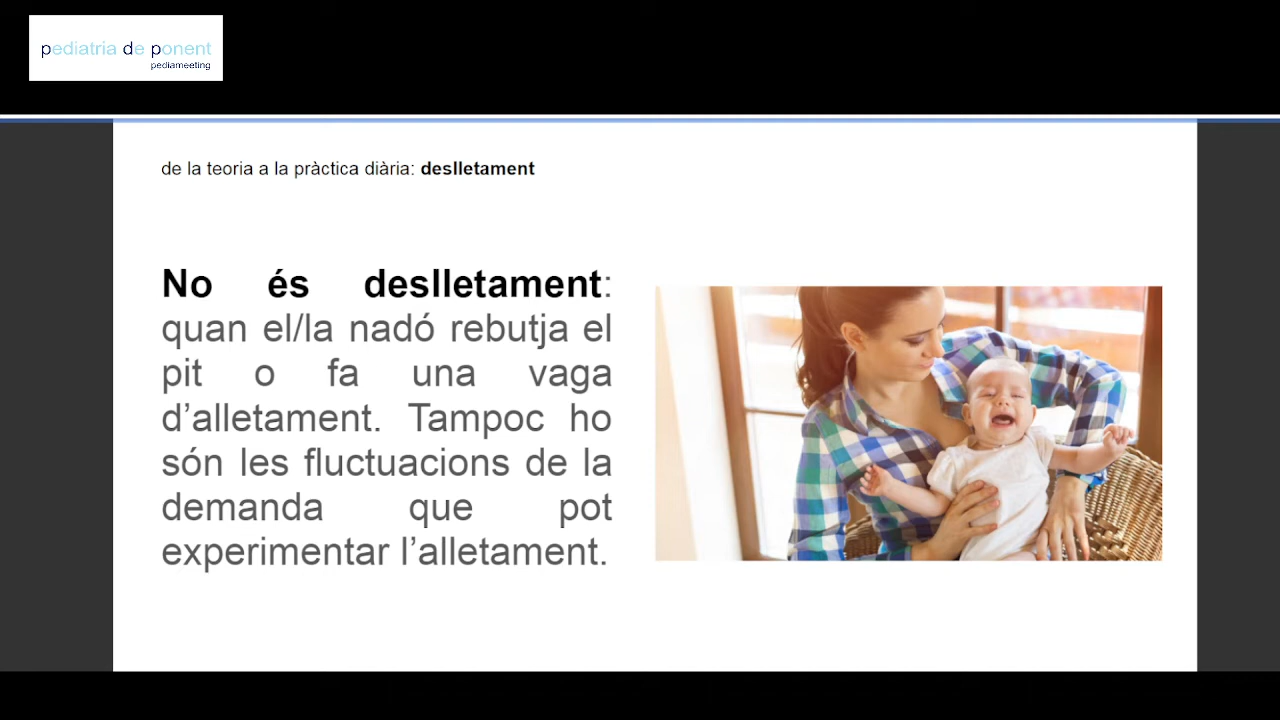 pediatria de ponent
pediameeting
de la teoria a la pràctica diària: deslletament
No és deslletament:
quan el/la nadó rebutja el
pit o fa una vaga
d’alletament. Tampoc ho
són les fluctuacions de la
demanda que pot
experimentar l’alletament.